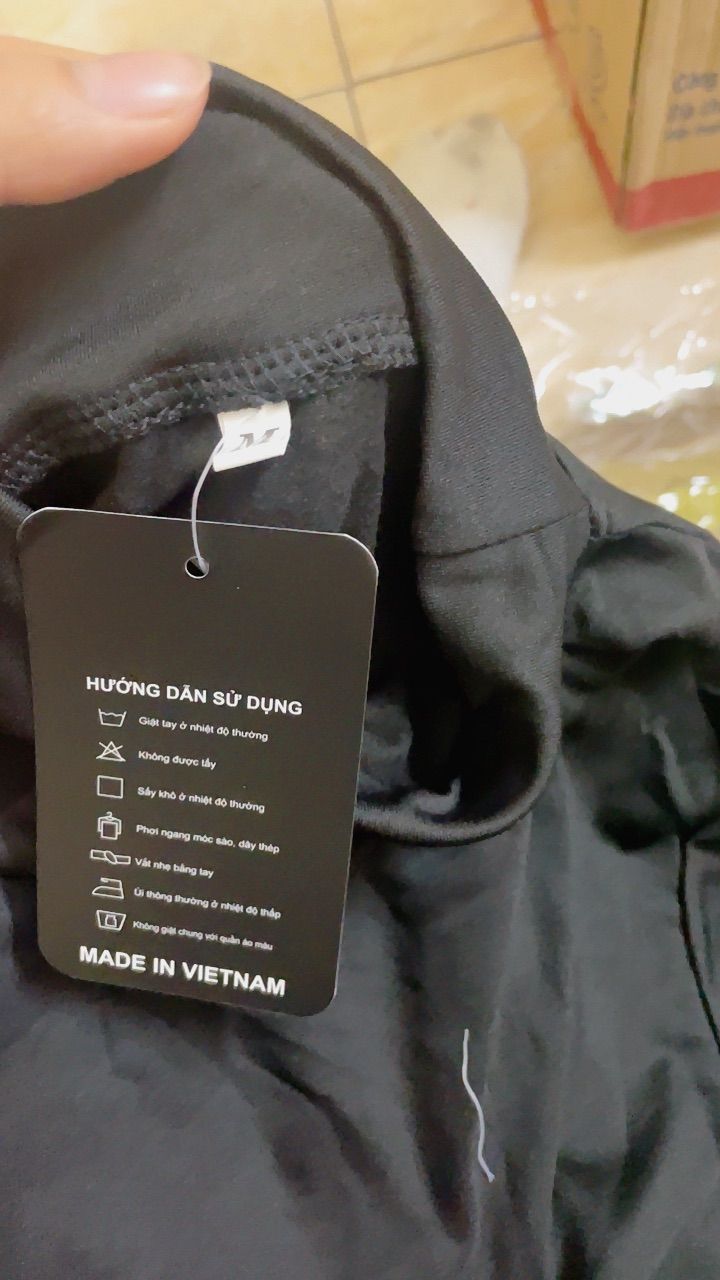 M
HƯỚNG DẪN SỬ DỤNG
Giặt tay ở nhiệt độ thường
Không được tẩy
Sấy khô ở nhiệt độ thường
Phơi ngang móc sào, dây thép
Vắt nhẹ bằng tay
Ủi thông thường ở nhiệt độ thấp
Không giặt chung với quần áo màu
MADE IN VIETNAM